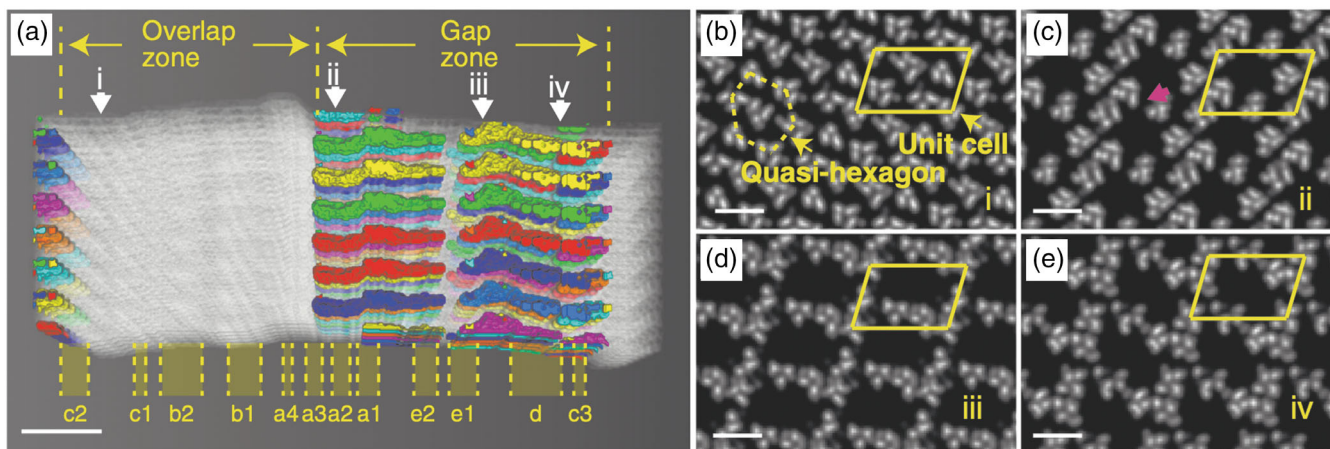 (a)
Overlap
zone
Gap
zone
i
ii
iii
iv
c2
c1
b2
b1
a4
a3
a2
a1
e2
e1
d
c3
(b)
Unit cell
Quasi-hexagon
i
(c)
ii
(d)
iii
(e)
iv